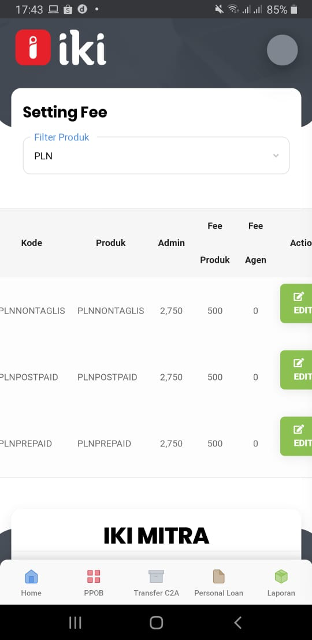 17:43 85%
iki
Setting Fee
Filter Produk
PLN
Kode Produk Admin Fee Produk Fee Agen Actio
PLNNONTAGLIS PLNNONTAGLIS 2,750 500 0 EDIT
PLNPOSTPAID PLNPOSTPAID 2,750 500 0 EDIT
PLNPREPAID PLNPREPAID 2,750 500 0 EDIT
IKI MITRA
Home PPOB Transfer C2A Personal Loan Laporan